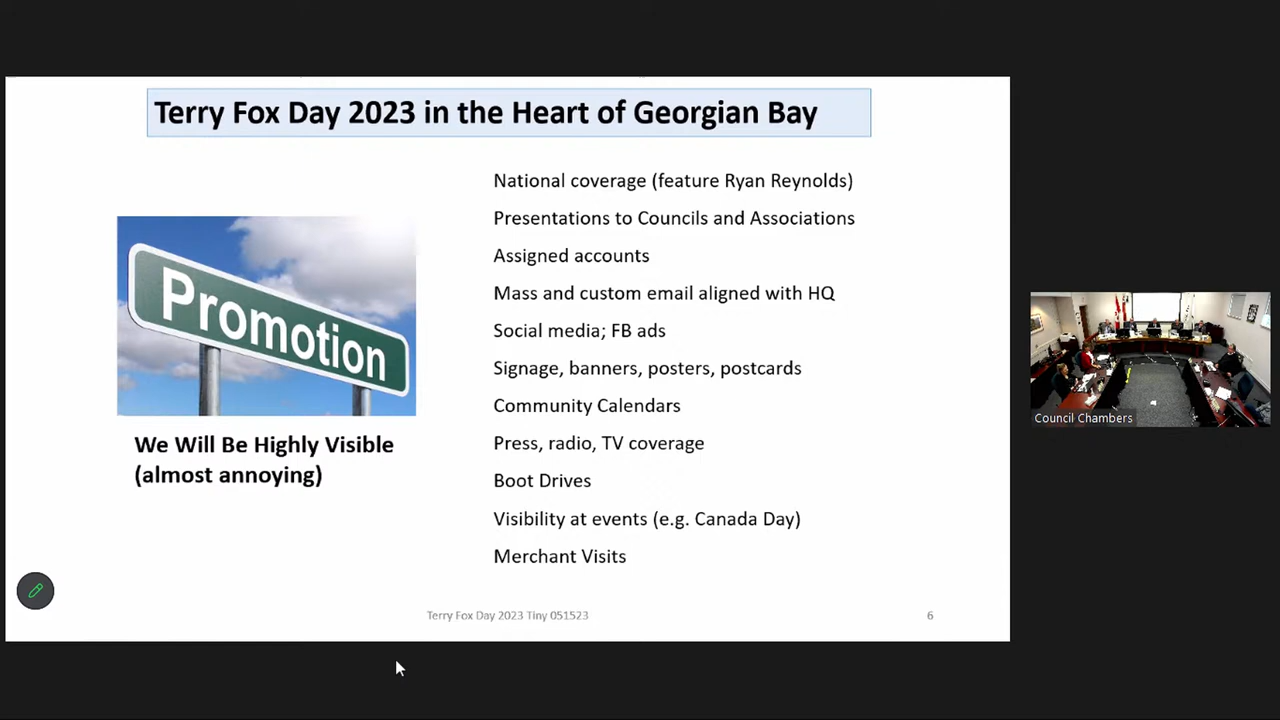 Terry Fox Day 2023 in the Heart of Georgian Bay
Promotion
We Will Be Highly Visible
(almost annoying)
National coverage (feature Ryan Reynolds)
Presentations to Councils and Associations
Assigned accounts
Mass and custom email aligned with HQ
Social media; FB ads
Signage, banners, posters, postcards
Community Calendars
Press, radio, TV coverage
Boot Drives
Visibility at events (e.g. Canada Day)
Merchant Visits
Terry Fox Day 2023 Tiny 051523
6
Council Chambers